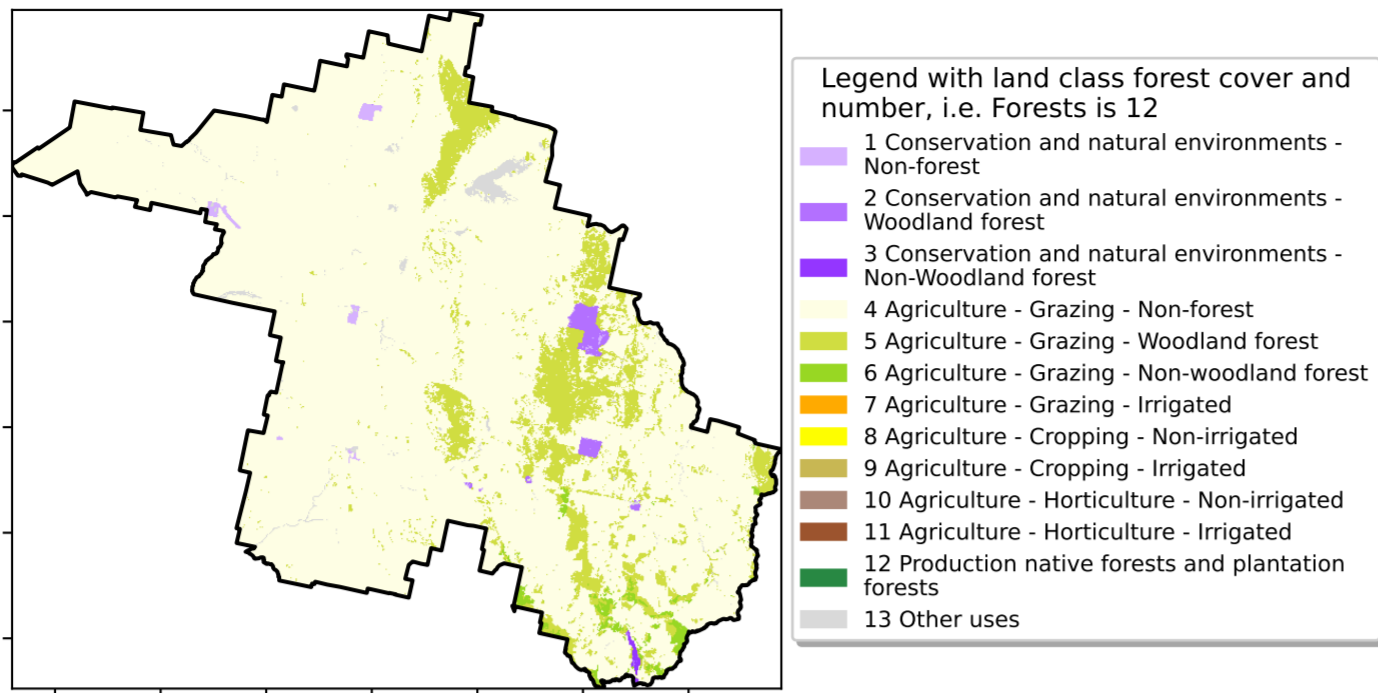 Legend with land class forest cover and
number, i.e. Forests is 12
1 Conservation and natural environments -
Non-forest
2 Conservation and natural environments -
Woodland forest
3 Conservation and natural environments -
Non-Woodland forest
4 Agriculture - Grazing - Non-forest
5 Agriculture - Grazing - Woodland forest
6 Agriculture - Grazing - Non-woodland forest
7 Agriculture - Grazing - Irrigated
8 Agriculture - Cropping - Non-irrigated
9 Agriculture - Cropping - Irrigated
10 Agriculture - Horticulture - Non-irrigated
11 Agriculture - Horticulture - Irrigated
12 Production native forests and plantation
forests
13 Other uses